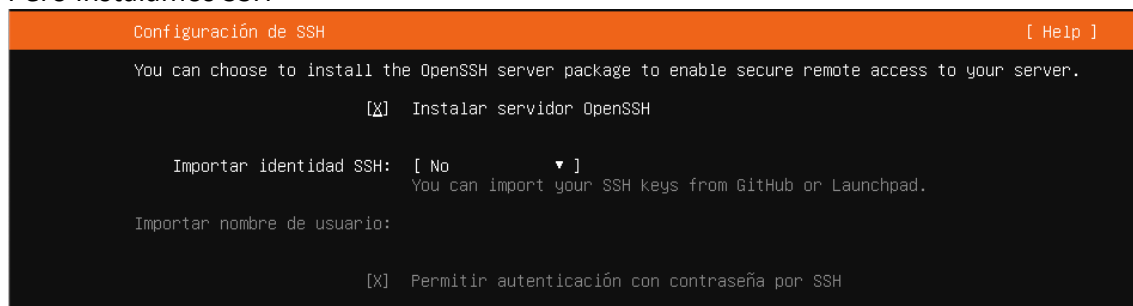 Pero instalamos SSH
Configuración de SSH [ Help ]
You can choose to install the OpenSSH server package to enable secure remote access to your server.
[X] Instalar servidor OpenSSH
Importar identidad SSH: [ No ▾ ]
You can import your SSH keys from GitHub or Launchpad.
Importar nombre de usuario:
[X] Permitir autenticación con contraseña por SSH